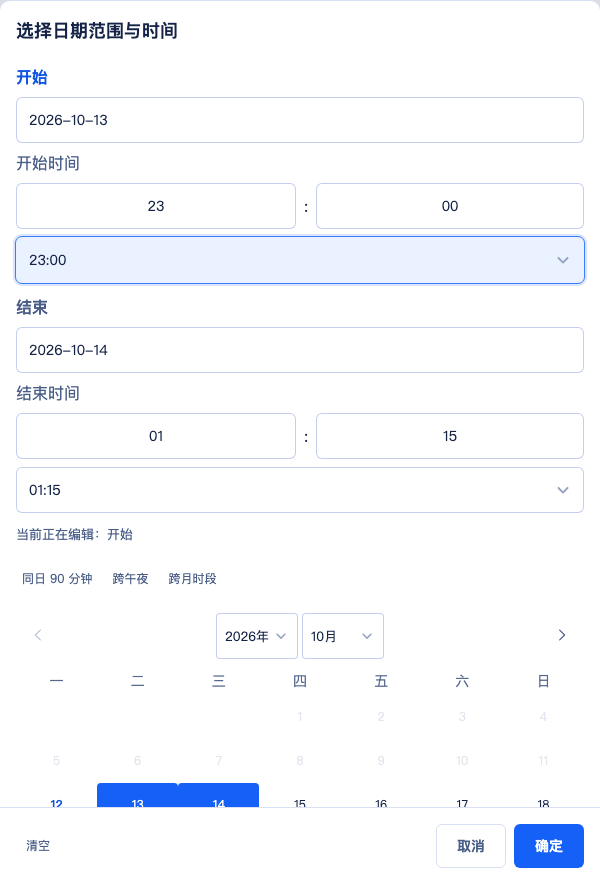 选择日期范围与时间
开始
2026-10-13
开始时间
23 : 00
23:00
结束
2026-10-14
结束时间
01 : 15
01:15
当前正在编辑：开始
同日 90 分钟 跨午夜 跨月时段
2026年 10月
一 二 三 四 五 六 日
1 2 3 4
5 6 7 8 9 10 11
12 13 14 15 16 17 18
清空 取消 确定